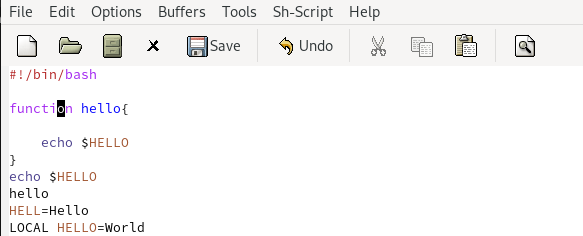 File Edit Options Buffers Tools Sh-Script Help
Save Undo
#!/bin/bash
function hello{
echo $HELLO
}
echo $HELLO
hello
HELL=Hello
LOCAL HELLO=World